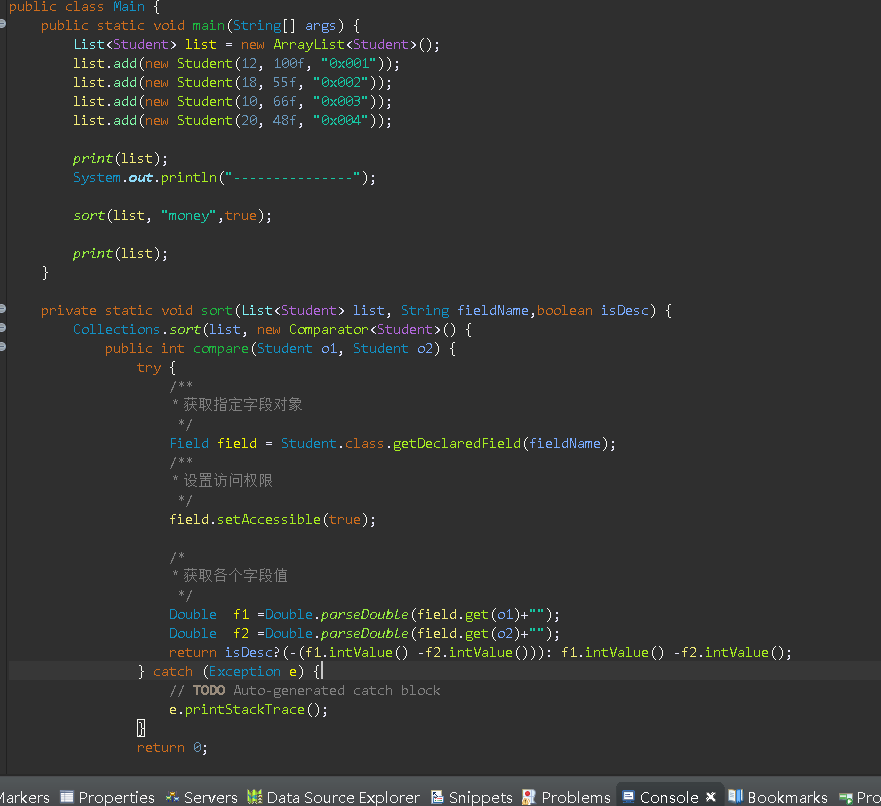 public class Main {
    public static void main(String[] args) {
        List<Student> list = new ArrayList<Student>();
        list.add(new Student(12, 100f, "0x001"));
        list.add(new Student(18, 55f, "0x002"));
        list.add(new Student(10, 66f, "0x003"));
        list.add(new Student(20, 48f, "0x004"));

        print(list);
        System.out.println("---------------");

        sort(list, "money",true);

        print(list);
    }

    private static void sort(List<Student> list, String fieldName,boolean isDesc) {
        Collections.sort(list, new Comparator<Student>() {
            public int compare(Student o1, Student o2) {
                try {
                    /**
                    * 获取指定字段对象
                     */
                    Field field = Student.class.getDeclaredField(fieldName);
                    /**
                    * 设置访问权限
                     */
                    field.setAccessible(true);

                    /*
                    * 获取各个字段值
                     */
                    Double  f1 =Double.parseDouble(field.get(o1)+"");
                    Double  f2 =Double.parseDouble(field.get(o2)+"");
                    return isDesc?(-(f1.intValue() -f2.intValue())): f1.intValue() -f2.intValue();
                } catch (Exception e) {
                    // TODO Auto-generated catch block
                    e.printStackTrace();
                }
                return 0;
Markers Properties Servers Data Source Explorer Snippets Problems Console Bookmarks Pro